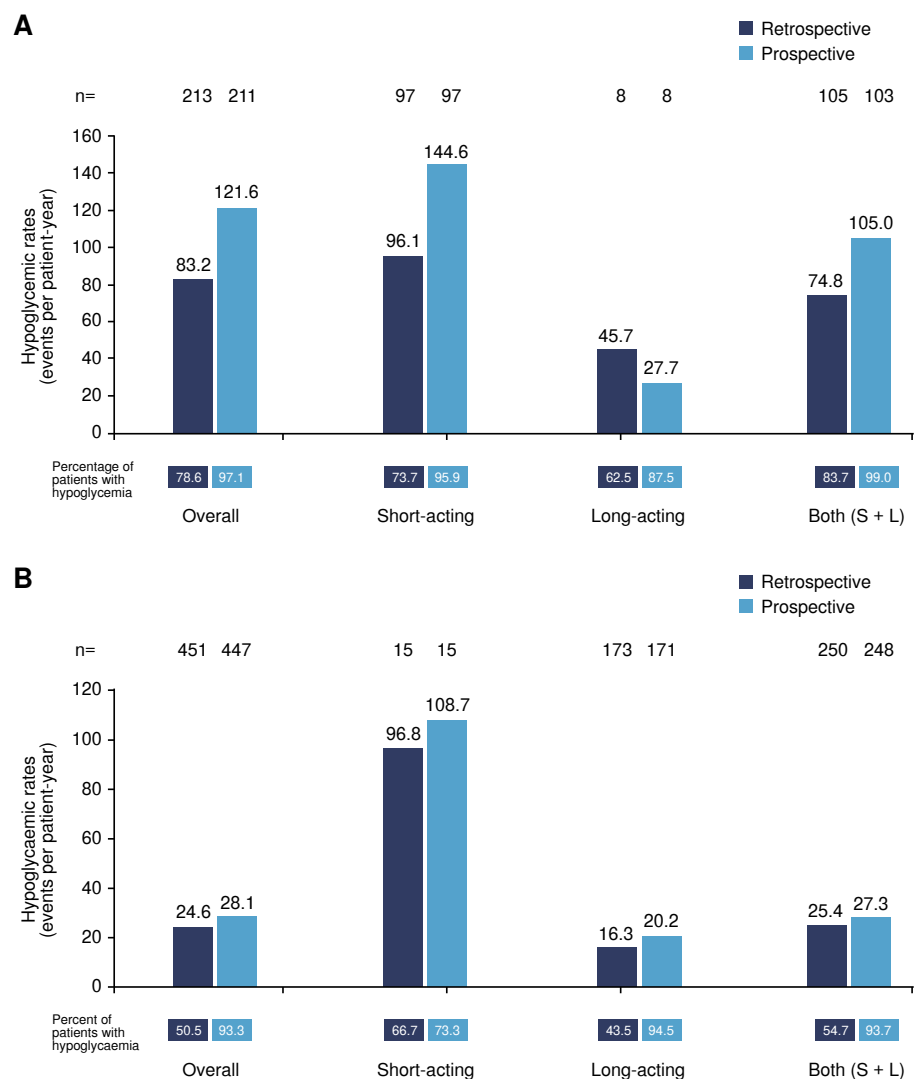 A
Retrospective
Prospective
n= 213 211 97 97 8 8 105 103
160
140
120
100
80
60
40
20
0
Hypoglycemic rates
(events per patient-year)
83.2 121.6 96.1 144.6 45.7 27.7 74.8 105.0
Percentage of
patients with
hypoglycemia
78.6 97.1 73.7 95.9 62.5 87.5 83.7 99.0
Overall Short-acting Long-acting Both (S + L)
B
Retrospective
Prospective
n= 451 447 15 15 173 171 250 248
120
100
80
60
40
20
0
Hypoglycaemic rates
(events per patient-year)
24.6 28.1 96.8 108.7 16.3 20.2 25.4 27.3
Percent of
patients with
hypoglycaemia
50.5 93.3 66.7 73.3 43.5 94.5 54.7 93.7
Overall Short-acting Long-acting Both (S + L)